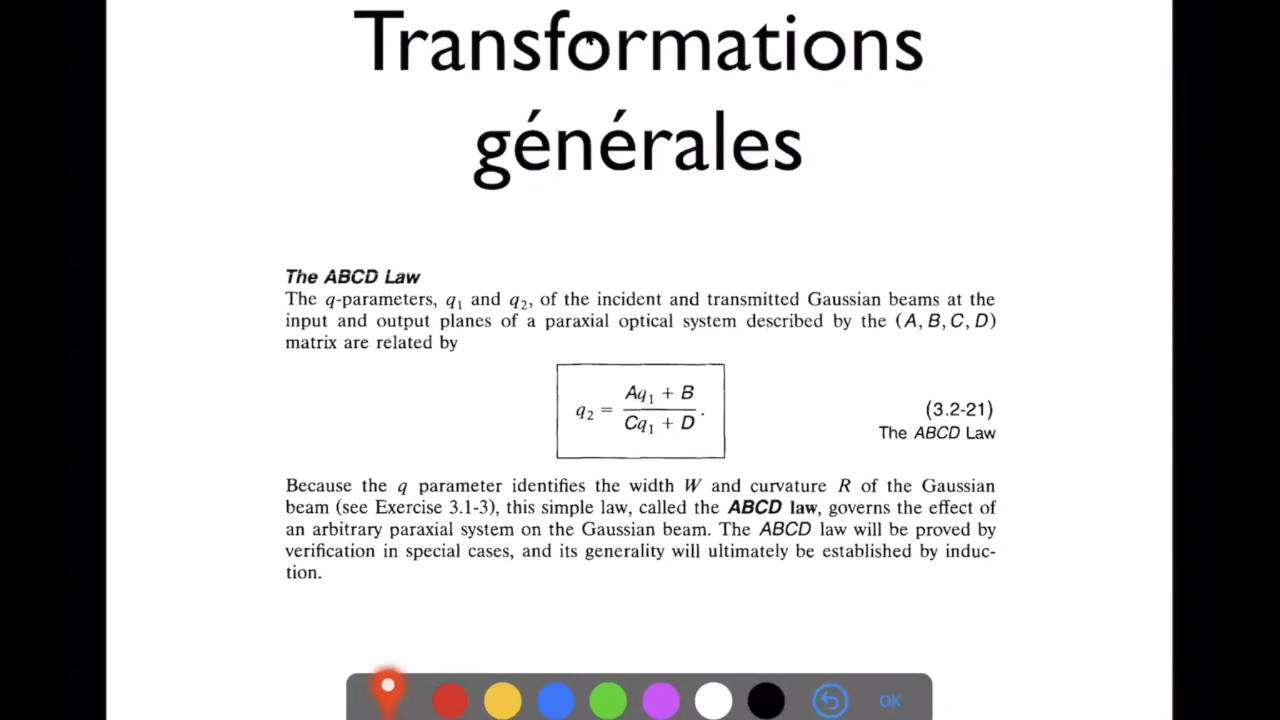 Transformations
générales
The ABCD Law
The q-parameters, q₁ and q₂, of the incident and transmitted Gaussian beams at the
input and output planes of a paraxial optical system described by the (A, B, C, D)
matrix are related by
q₂ = (Aq₁ + B) / (Cq₁ + D).
(3.2-21)
The ABCD Law
Because the q parameter identifies the width W and curvature R of the Gaussian
beam (see Exercise 3.1-3), this simple law, called the ABCD law, governs the effect of
an arbitrary paraxial system on the Gaussian beam. The ABCD law will be proved by
verification in special cases, and its generality will ultimately be established by induc-
tion.
OK